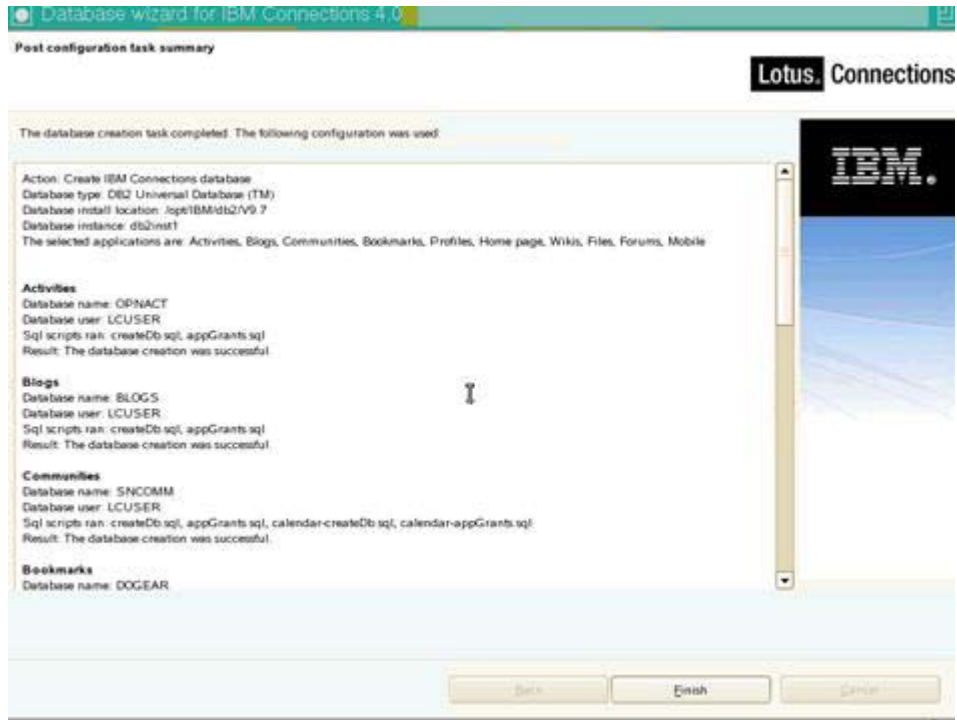 Database wizard for IBM Connections 4.0
Post configuration task summary
Lotus. Connections
The database creation task completed. The following configuration was used:
IBM.
Action: Create IBM Connections database
Database type: DB2 Universal Database (TM)
Database install location: /opt/IBM/db2/V9.7
Database instance: db2inst1
The selected applications are: Activities, Blogs, Communities, Bookmarks, Profiles, Home page, Wikis, Files, Forums, Mobile
Activities
Database name: OPNACT
Database user: LCUSER
Sql scripts ran: createDb.sql, appGrants.sql
Result: The database creation was successful.
Blogs
Database name: BLOGS
Database user: LCUSER
Sql scripts ran: createDb.sql, appGrants.sql
Result: The database creation was successful.
Communities
Database name: SNCOMM
Database user: LCUSER
Sql scripts ran: createDb.sql, appGrants.sql, calendar-createDb.sql, calendar-appGrants.sql
Result: The database creation was successful.
Bookmarks
Database name: DOGEAR
Back
Finish
Cancel